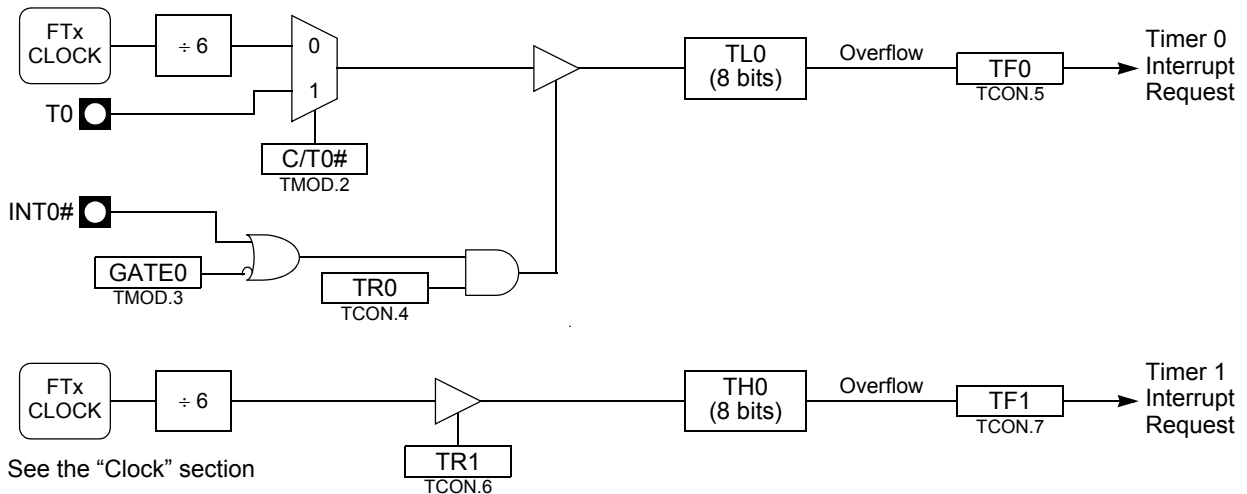 FTx
CLOCK
÷ 6
0
1
T0
C/T0#
TMOD.2
TL0
(8 bits)
Overflow
TF0
TCON.5
Timer 0
Interrupt
Request
INT0#
GATE0
TMOD.3
TR0
TCON.4
FTx
CLOCK
÷ 6
TR1
TCON.6
TH0
(8 bits)
Overflow
TF1
TCON.7
Timer 1
Interrupt
Request
See the “Clock” section